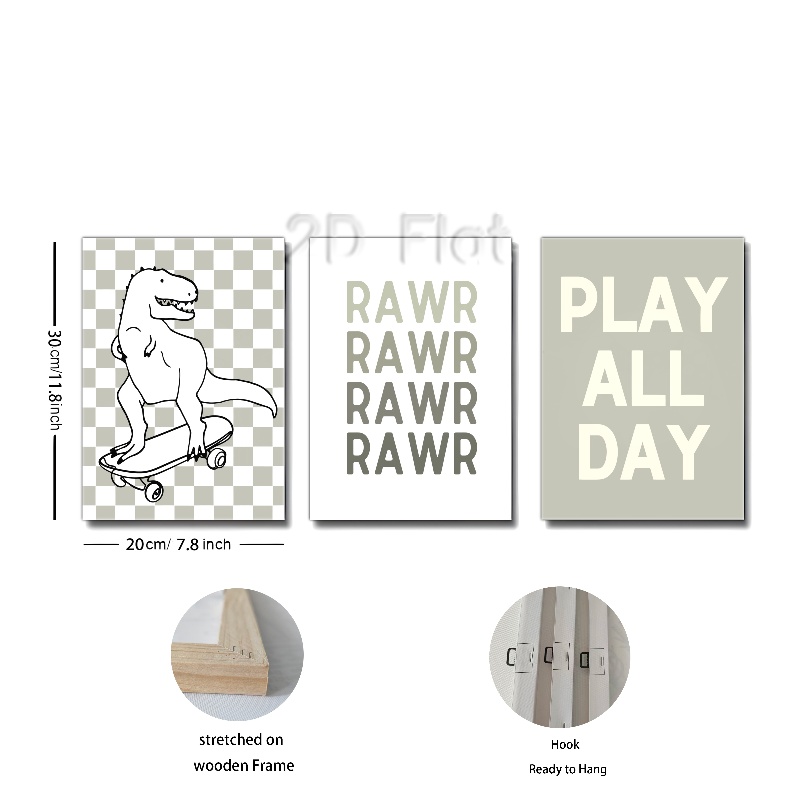 2D Flat
RAWR
RAWR
RAWR
RAWR
PLAY
ALL
DAY
30cm/11.8inch
20cm/ 7.8 inch
stretched on
wooden Frame
Hook
Ready to Hang